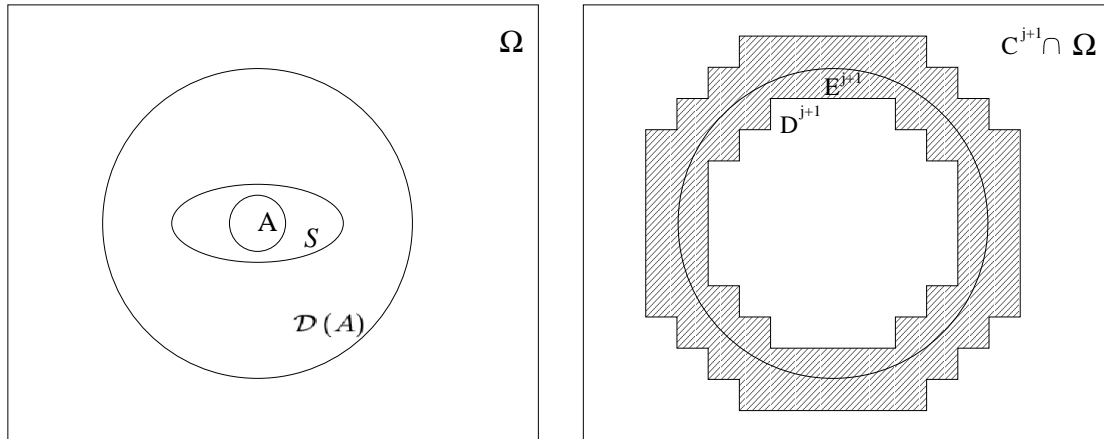 Ω
A
S
𝒟(A)
C^{j+1} ∩ Ω
E^{j+1}
D^{j+1}